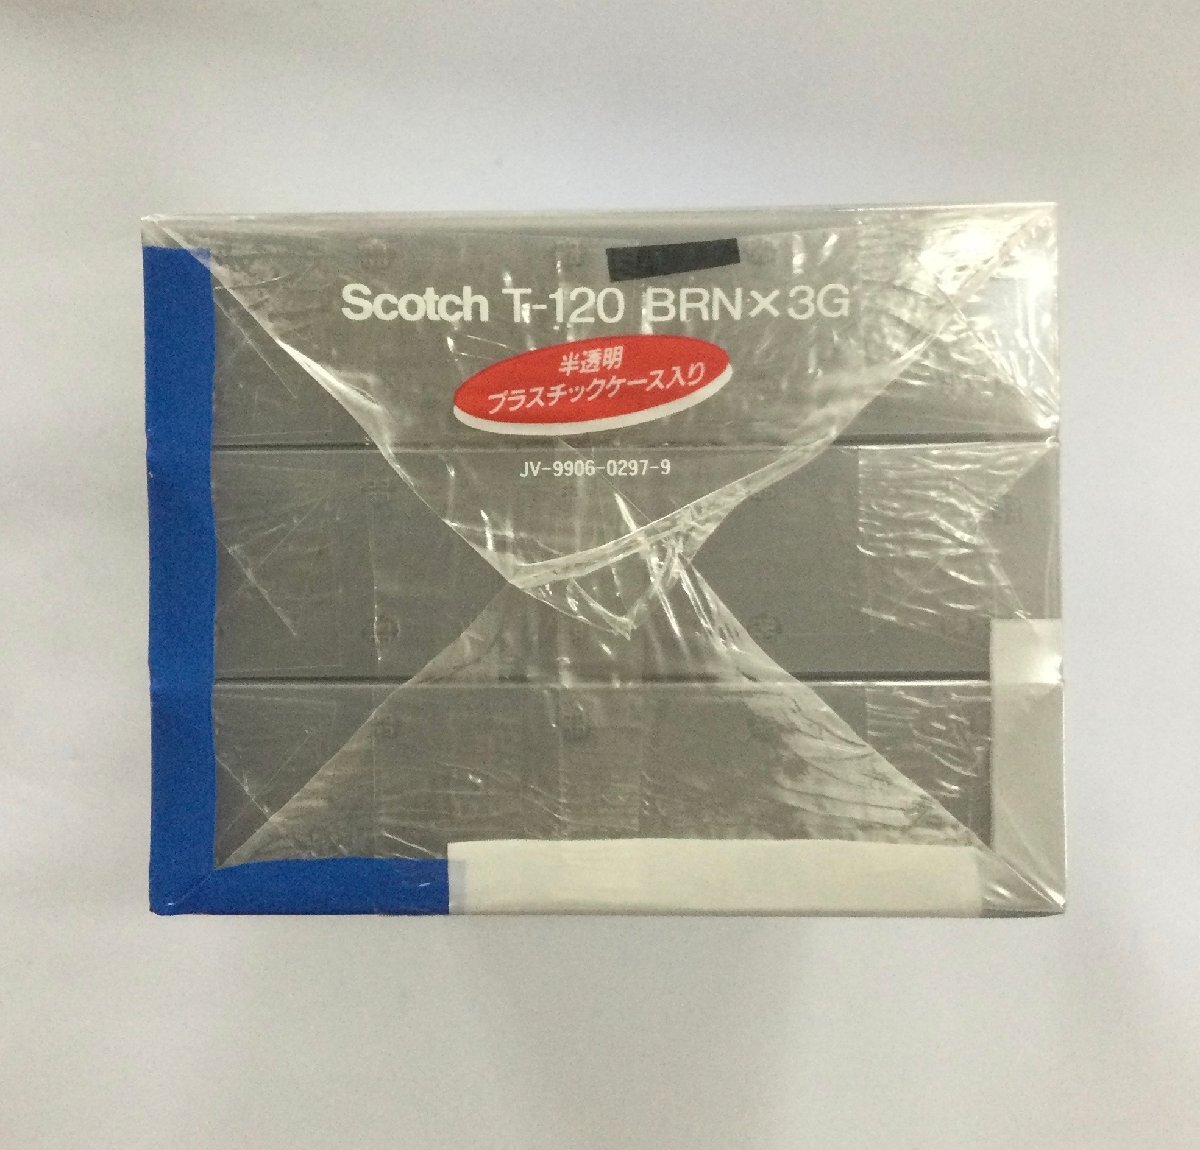 Scotch T-120 BRN×3G
半透明
プラスチックケース入り
JV-9906-0297-9